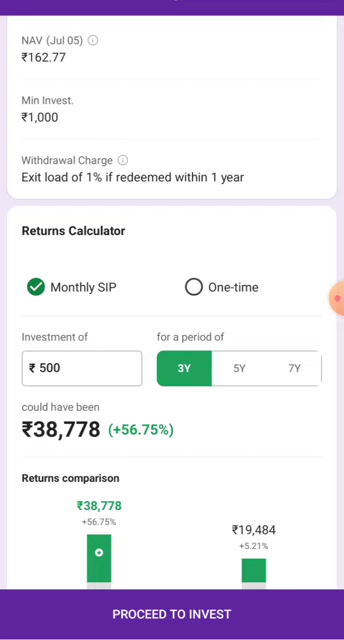 NAV (Jul 05)
₹162.77
Min Invest.
₹1,000
Withdrawal Charge
Exit load of 1% if redeemed within 1 year
Returns Calculator
Monthly SIP One-time
Investment of for a period of
₹ 500 3Y 5Y 7Y
could have been
₹38,778 (+56.75%)
Returns comparison
₹38,778
+56.75%
₹19,484
+5.21%
PROCEED TO INVEST